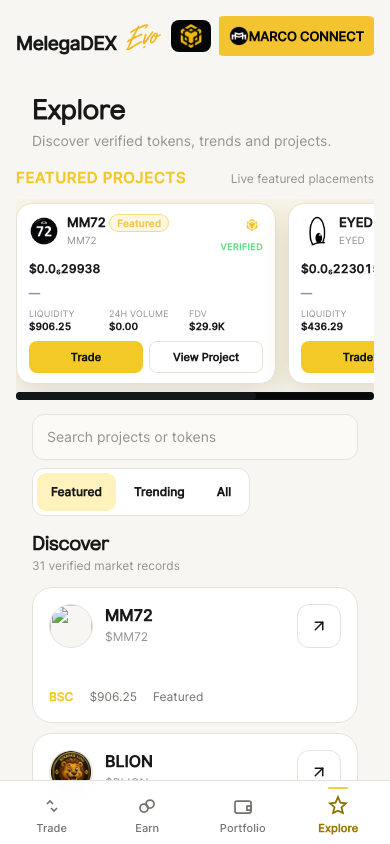 MelegaDEX Evo MARCO CONNECT
Explore
Discover verified tokens, trends and projects.
FEATURED PROJECTS Live featured placements
72 MM72 Featured
MM72
VERIFIED
$0.0₆29938
—
LIQUIDITY 24H VOLUME FDV
$906.25 $0.00 $29.9K
Trade View Project
EYED
EYED
$0.0₈22301
LIQUIDITY
$436.29
Trade
Search projects or tokens
Featured Trending All
Discover
31 verified market records
MM72
$MM72
BSC $906.25 Featured
BLION
Trade Earn Portfolio Explore